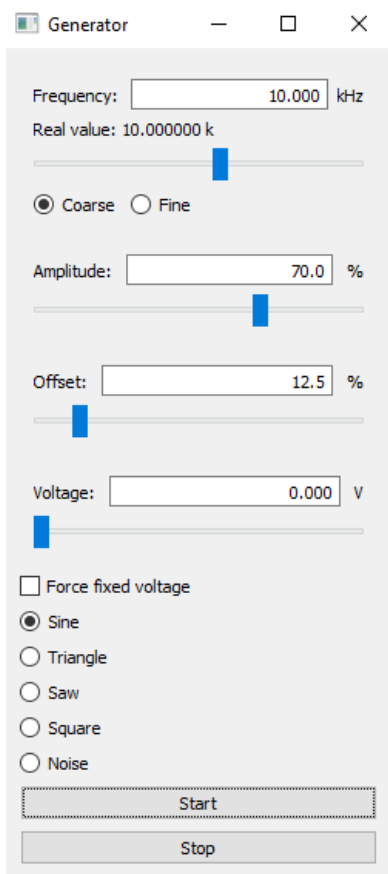 Generator
Frequency: 10.000 kHz
Real value: 10.000000 k
Coarse Fine
Amplitude: 70.0 %
Offset: 12.5 %
Voltage: 0.000 V
Force fixed voltage
Sine
Triangle
Saw
Square
Noise
Start
Stop